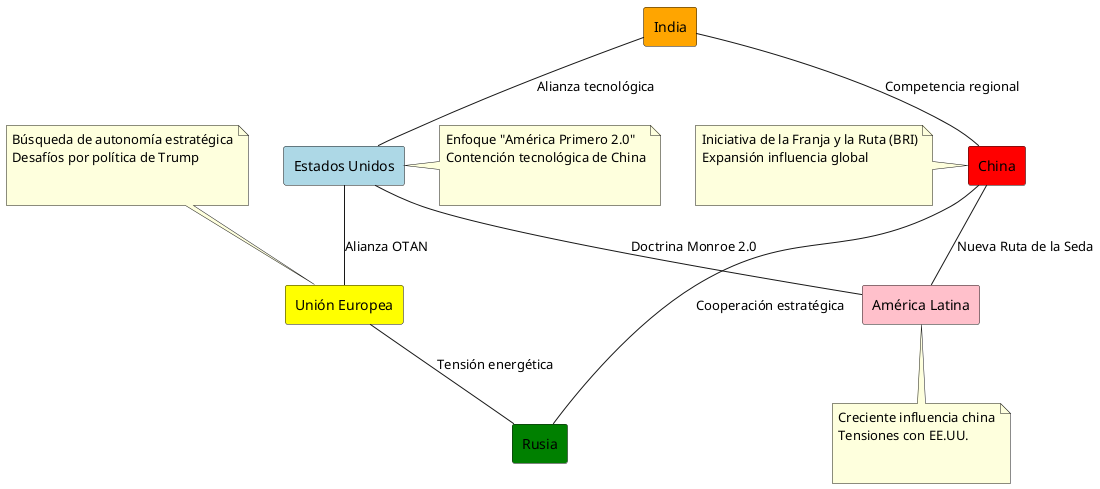 India
Alianza tecnológica
Competencia regional
Búsqueda de autonomía estratégica
Desafíos por política de Trump
Estados Unidos
Enfoque "América Primero 2.0"
Contención tecnológica de China
Iniciativa de la Franja y la Ruta (BRI)
Expansión influencia global
China
Alianza OTAN
Doctrina Monroe 2.0
Nueva Ruta de la Seda
Unión Europea
Cooperación estratégica
América Latina
Tensión energética
Rusia
Creciente influencia china
Tensiones con EE.UU.